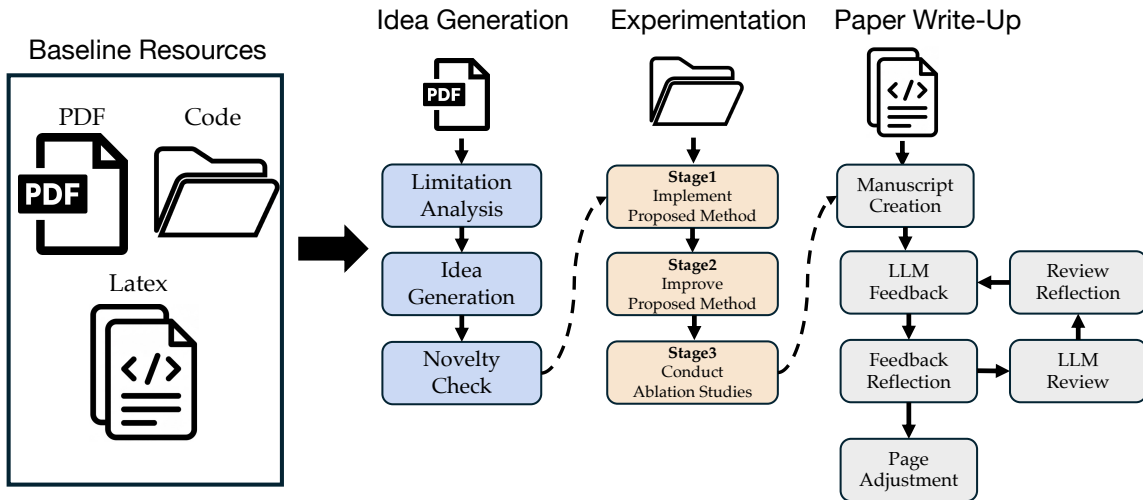 Baseline Resources
PDF
Code
PDF
Latex
</>
Idea Generation
PDF
Limitation
Analysis
Idea
Generation
Novelty
Check
Experimentation
Stage1
Implement
Proposed Method
Stage2
Improve
Proposed Method
Stage3
Conduct
Ablation Studies
Paper Write-Up
</>
Manuscript
Creation
LLM
Feedback
Review
Reflection
Feedback
Reflection
LLM
Review
Page
Adjustment